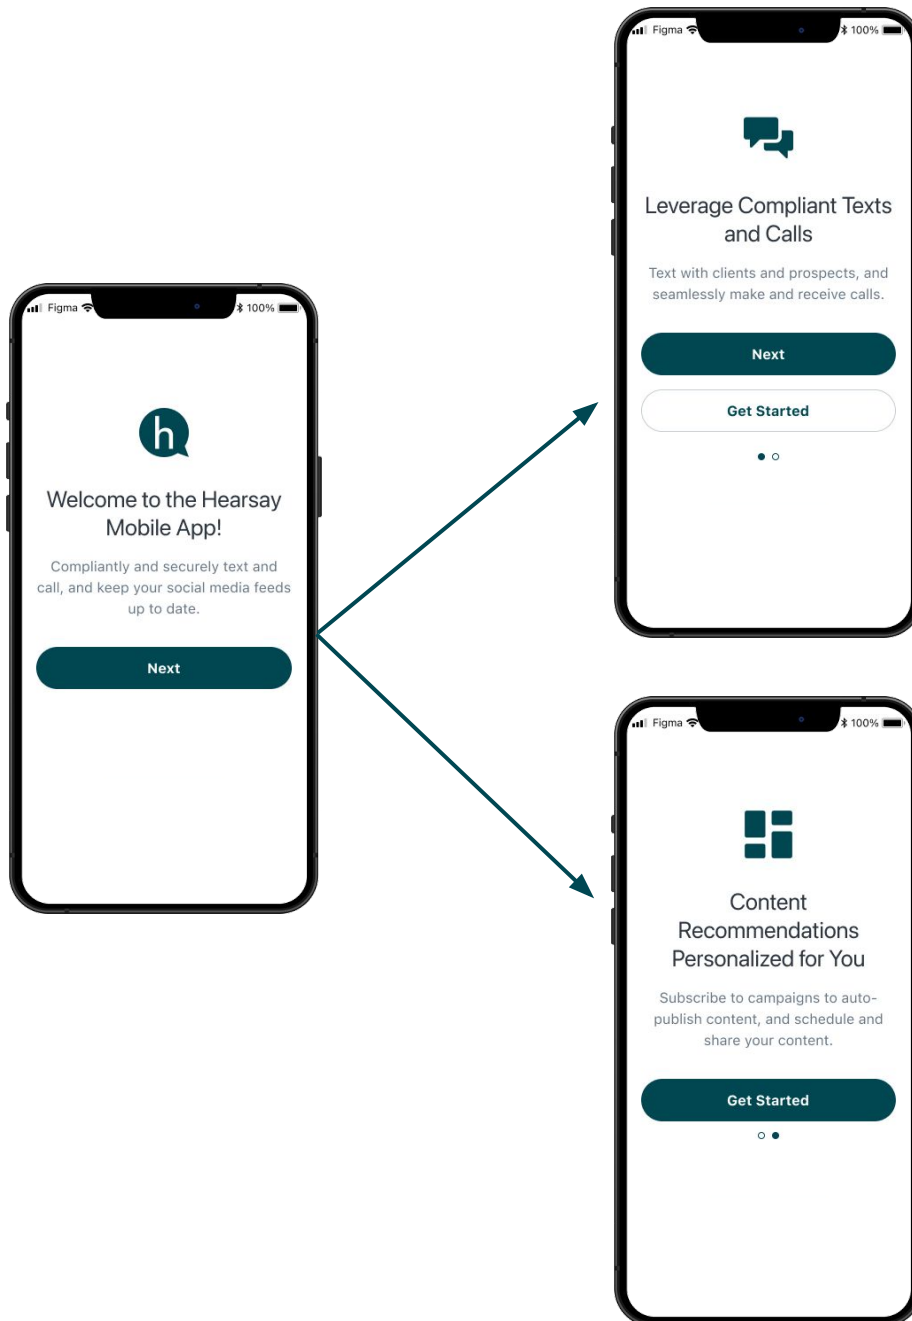 Figma
100%
h
Welcome to the Hearsay
Mobile App!
Compliantly and securely text and
call, and keep your social media feeds
up to date.
Next
Figma
100%
Leverage Compliant Texts
and Calls
Text with clients and prospects, and
seamlessly make and receive calls.
Next
Get Started
Figma
100%
Content
Recommendations
Personalized for You
Subscribe to campaigns to auto-
publish content, and schedule and
share your content.
Get Started